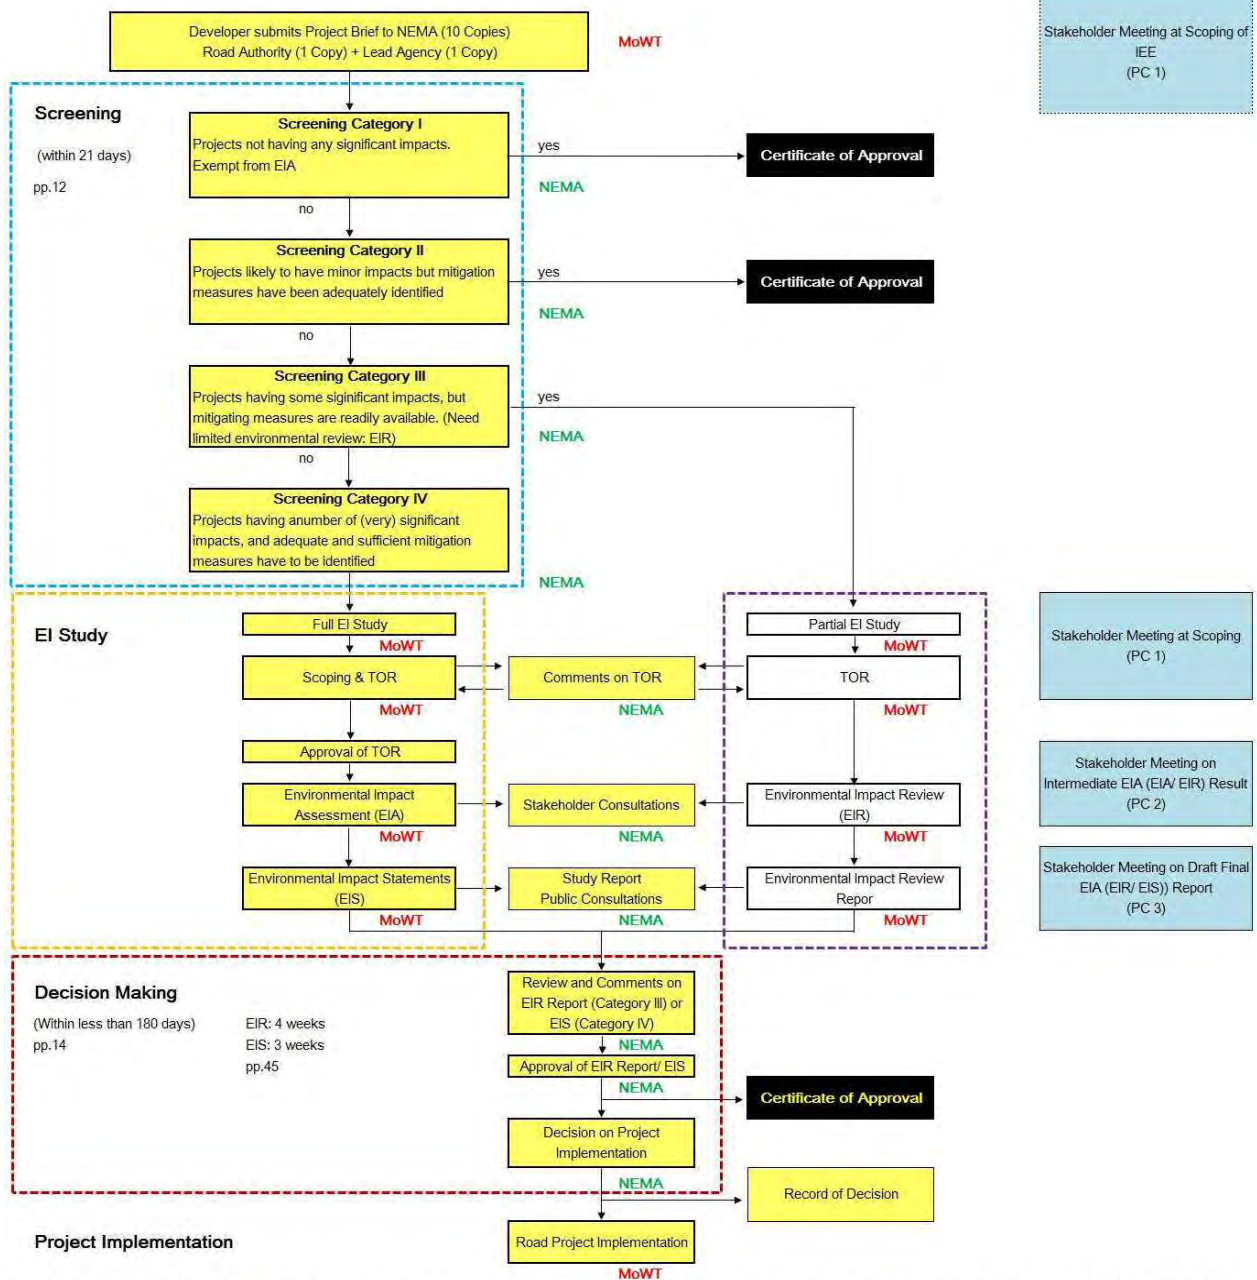 Developer submits Project Brief to NEMA (10 Copies)
Road Authority (1 Copy) + Lead Agency (1 Copy)
MoWT
Stakeholder Meeting at Scoping of
IEE
(PC 1)
Screening
(within 21 days)
pp.12
Screening Category I
Projects not having any significant impacts.
Exempt from EIA
yes
NEMA
Certificate of Approval
no
Screening Category II
Projects likely to have minor impacts but mitigation
measures have been adequately identified
yes
NEMA
Certificate of Approval
no
Screening Category III
Projects having some siginificant impacts, but
mitigating measures are readily available. (Need
limited environmental review: EIR)
yes
NEMA
no
Screening Category IV
Projects having anumber of (very) significant
impacts, and adequate and sufficient mitigation
measures have to be identified
NEMA
EI Study
Full EI Study
MoWT
Partial EI Study
MoWT
Scoping & TOR
MoWT
Comments on TOR
NEMA
TOR
MoWT
Stakeholder Meeting at Scoping
(PC 1)
Approval of TOR
Environmental Impact
Assessment (EIA)
MoWT
Stakeholder Consultations
NEMA
Environmental Impact Review
(EIR)
MoWT
Stakeholder Meeting on
Intermediate EIA (EIA/ EIR) Result
(PC 2)
Environmental Impact Statements
(EIS)
MoWT
Study Report
Public Consultations
NEMA
Environmental Impact Review
Repor
MoWT
Stakeholder Meeting on Draft Final
EIA (EIR/ EIS)) Report
(PC 3)
Decision Making
(Within less than 180 days)
pp.14
EIR: 4 weeks
EIS: 3 weeks
pp.45
Review and Comments on
EIR Report (Category III) or
EIS (Category IV)
NEMA
Approval of EIR Report/ EIS
NEMA
Certificate of Approval
Decision on Project
Implementation
NEMA
Record of Decision
Project Implementation
Road Project Implementation
MoWT